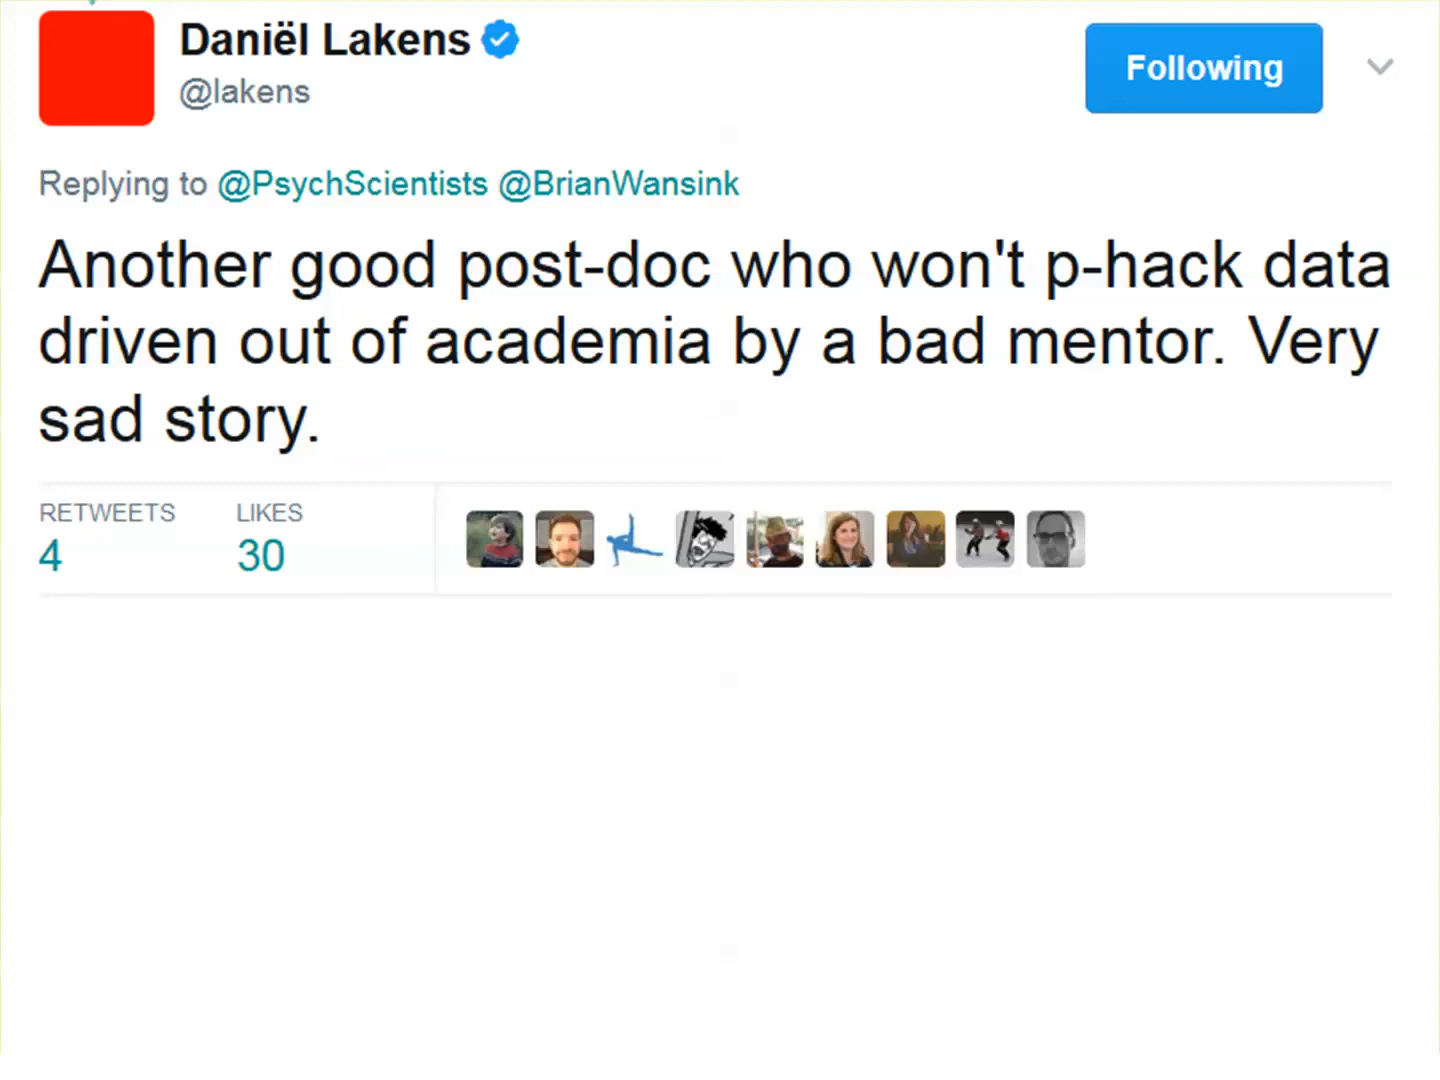 Daniël Lakens
@lakens
Following
Replying to @PsychScientists @BrianWansink
Another good post-doc who won't p-hack data
driven out of academia by a bad mentor. Very
sad story.
RETWEETS LIKES
4 30